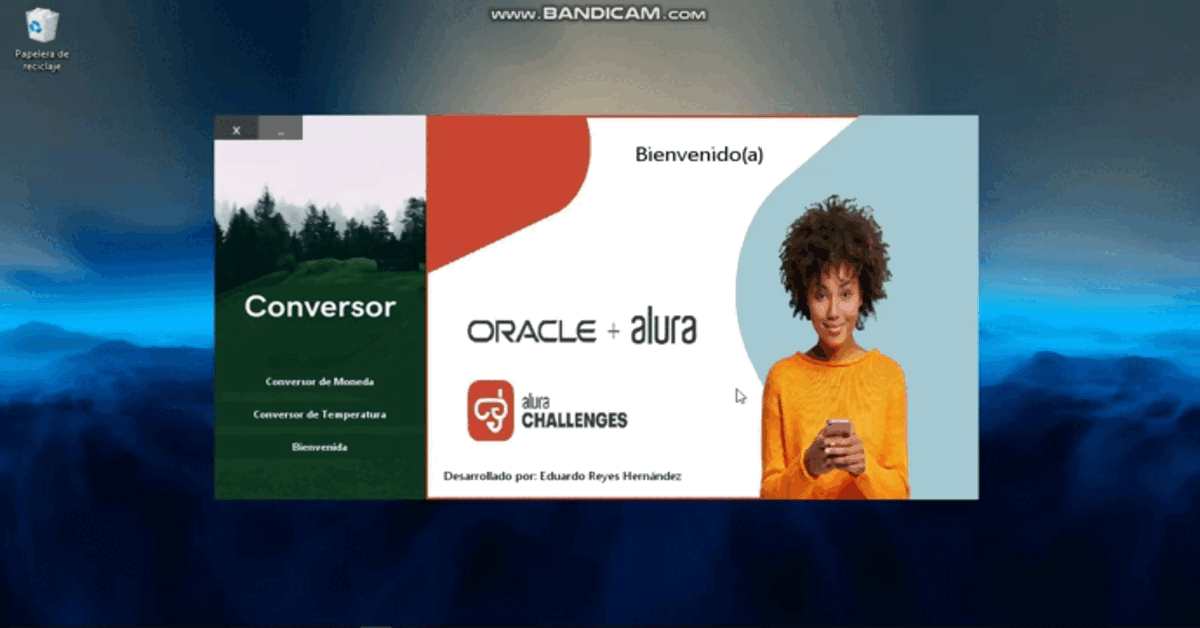 www.BANDICAM.com
Papelera de
reciclaje
x _
Bienvenido(a)
Conversor
Conversor de Moneda
Conversor de Temperatura
Bienvenida
ORACLE + alura
alura
CHALLENGES
Desarrollado por: Eduardo Reyes Hernández